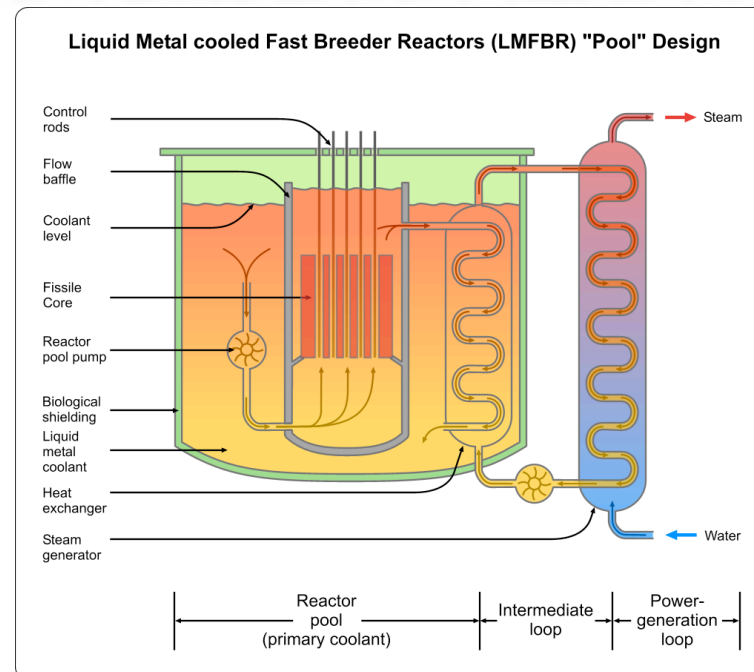 Liquid Metal cooled Fast Breeder Reactors (LMFBR) "Pool" Design
Control
rods
Flow
baffle
Coolant
level
Fissile
Core
Reactor
pool pump
Biological
shielding
Liquid
metal
coolant
Heat
exchanger
Steam
generator
Steam
Water
Reactor
pool
(primary coolant)
Intermediate
loop
Power-
generation
loop